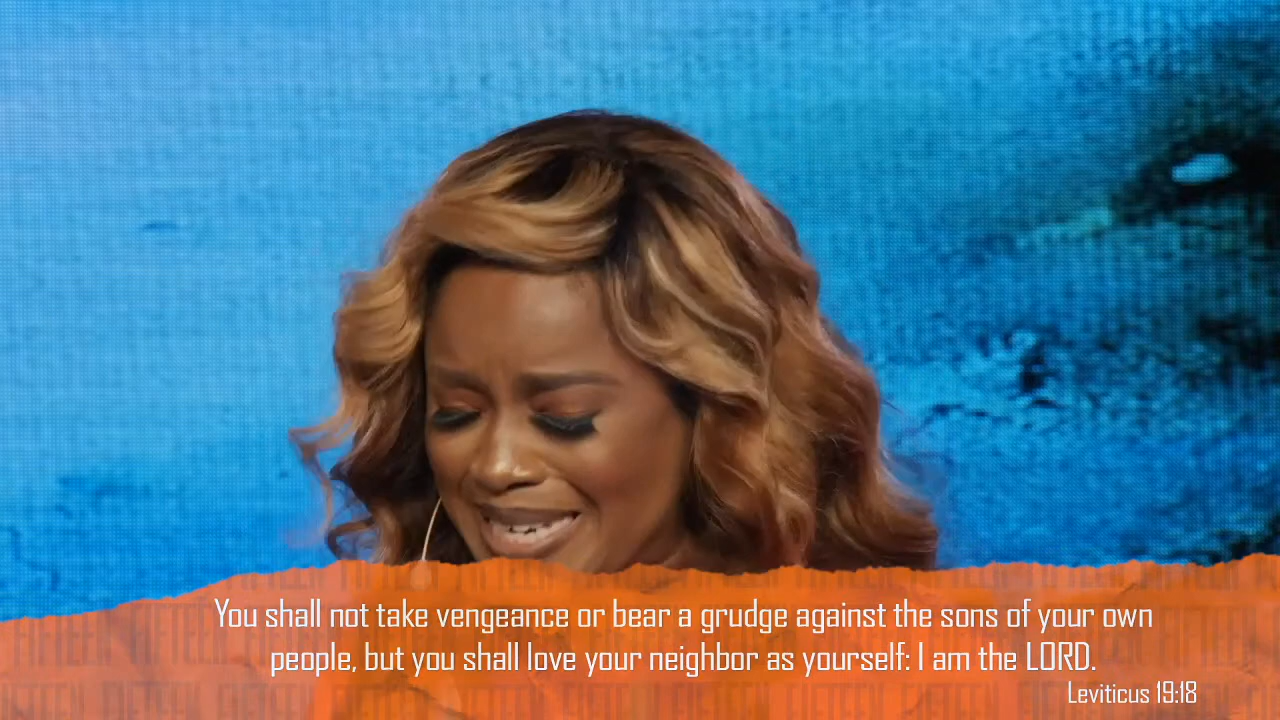 You shall not take vengeance or bear a grudge against the sons of your own
people, but you shall love your neighbor as yourself: I am the LORD.
Leviticus 19:18